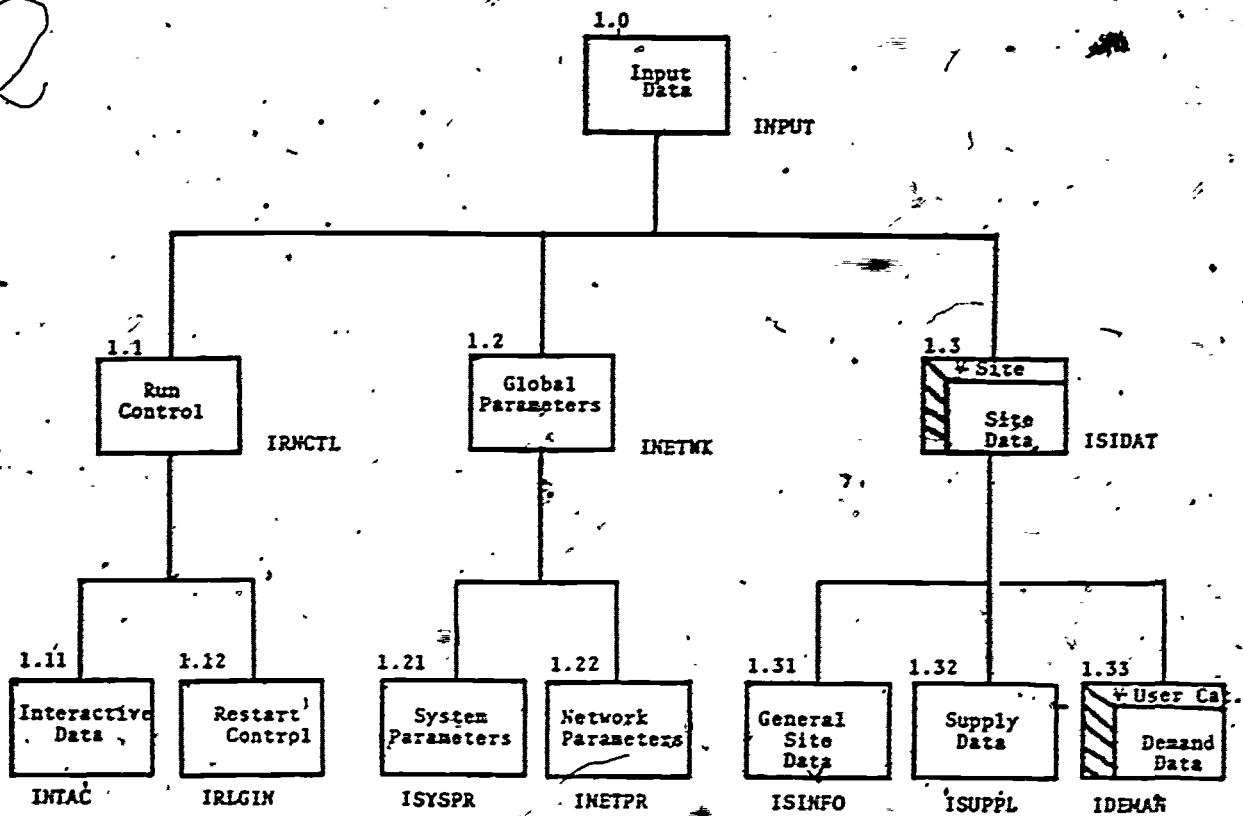 1.0
Input
Data
INPUT
1.1
Run
Control
IRNCTL
1.2
Global
Parameters
INETWK
1.3
∀ Site
Site
Data
ISIDAT
1.11
Interactive
Data
INTAC
1.12
Restart
Control
IRLGIN
1.21
System
Parameters
ISYSPR
1.22
Network
Parameters
INETPR
1.31
General
Site
Data
ISINFO
1.32
Supply
Data
ISUPPL
1.33
∀ User Cat.
Demand
Data
IDEMAN